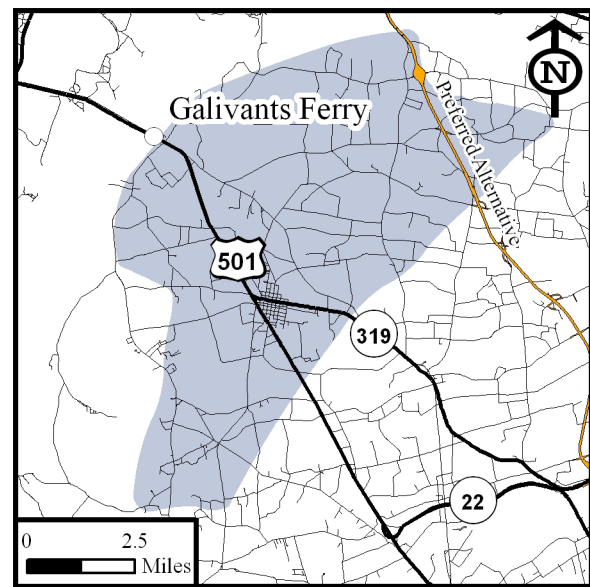 N
Galivants Ferry
Preferred Alternative
501
319
22
0 2.5
Miles